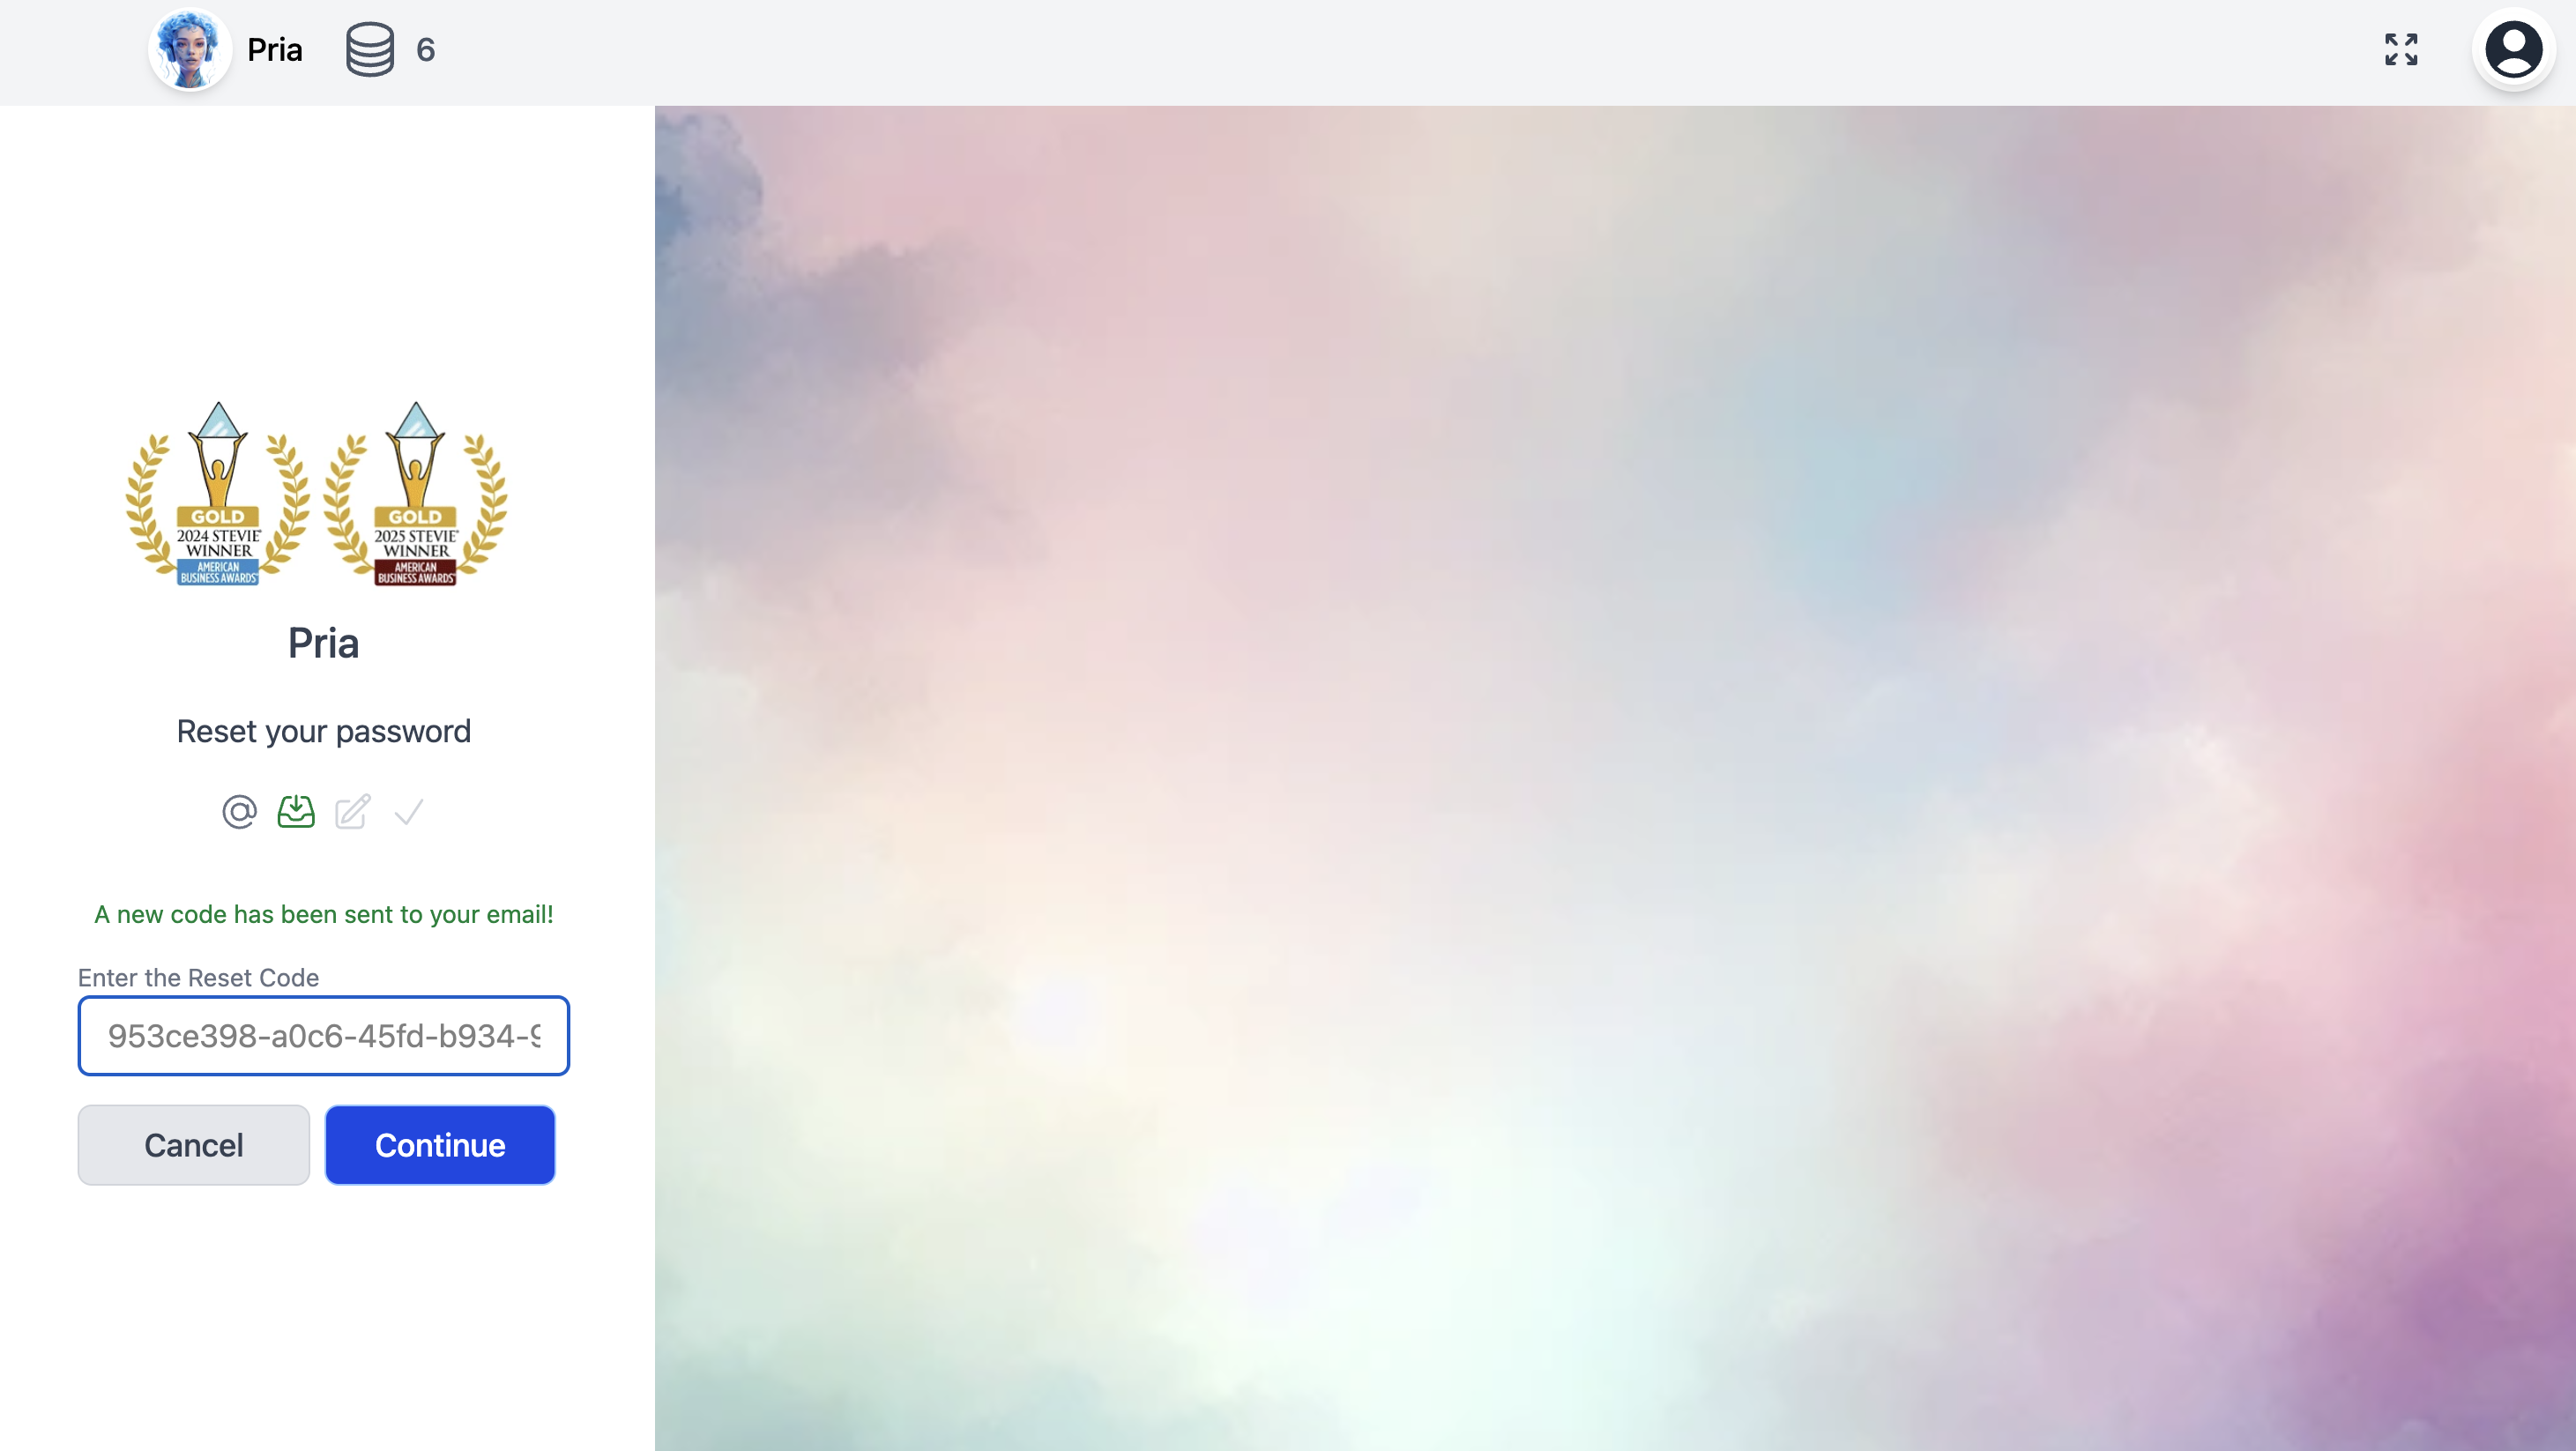 Pria
6
GOLD
2024 STEVIE®
WINNER
AMERICAN
BUSINESS AWARDS®
GOLD
2025 STEVIE®
WINNER
AMERICAN
BUSINESS AWARDS®
Pria
Reset your password
A new code has been sent to your email!
Enter the Reset Code
953ce398-a0c6-45fd-b934-9
Cancel
Continue